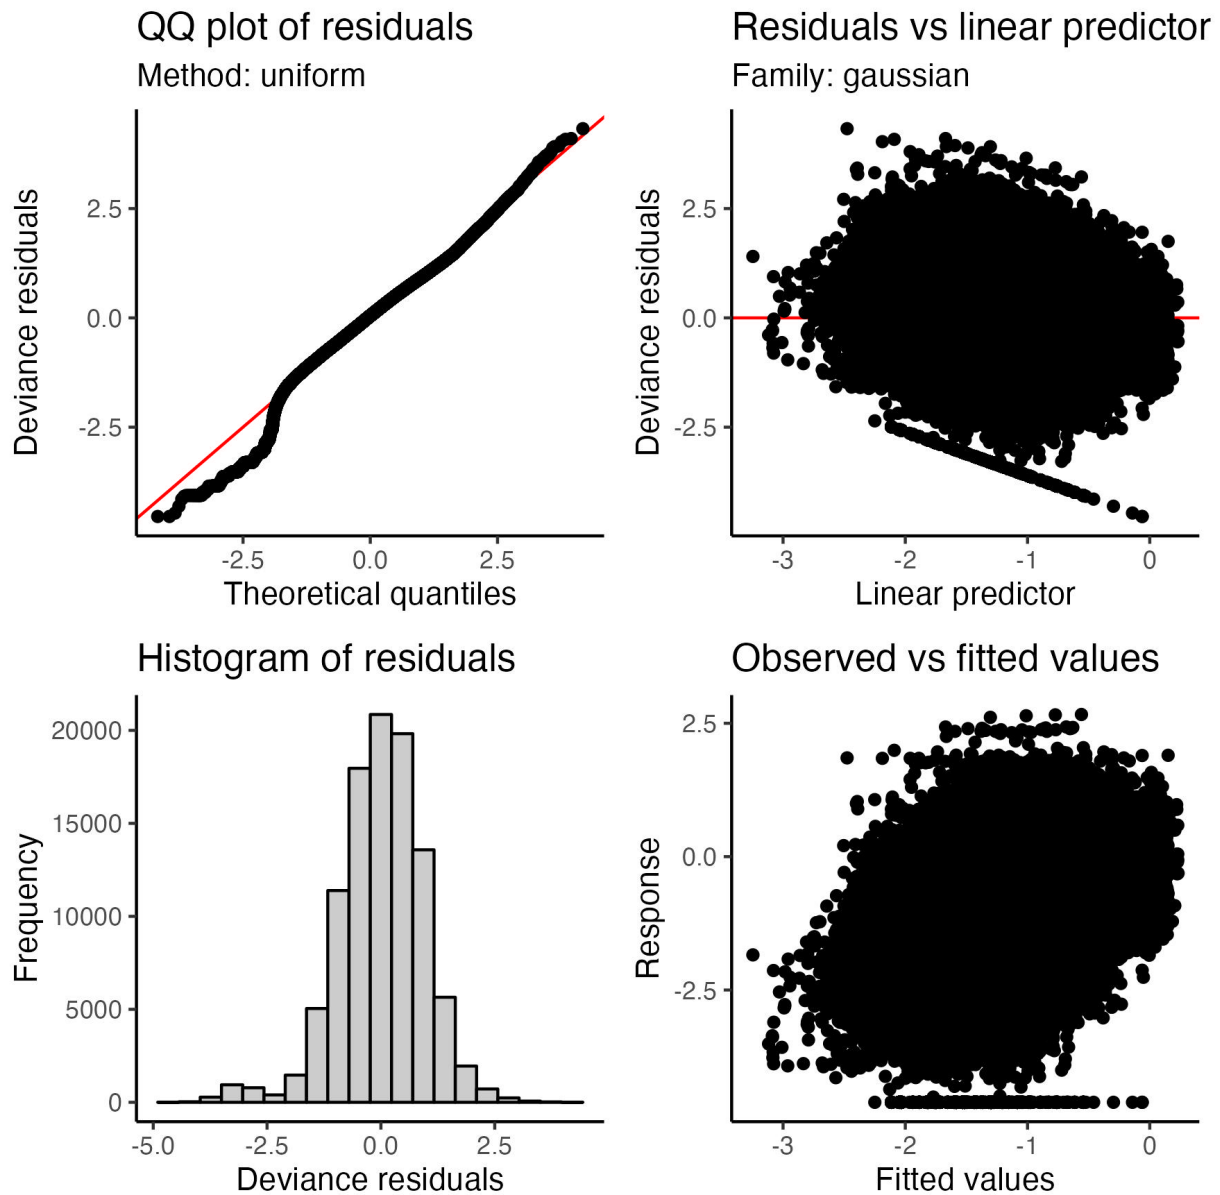 QQ plot of residuals
Method: uniform
Deviance residuals
2.5
0.0
-2.5
-2.5 0.0 2.5
Theoretical quantiles
Residuals vs linear predictor
Family: gaussian
Deviance residuals
2.5
0.0
-2.5
-3 -2 -1 0
Linear predictor
Histogram of residuals
Frequency
20000
15000
10000
5000
0
-5.0 -2.5 0.0 2.5
Deviance residuals
Observed vs fitted values
Response
2.5
0.0
-2.5
-3 -2 -1 0
Fitted values